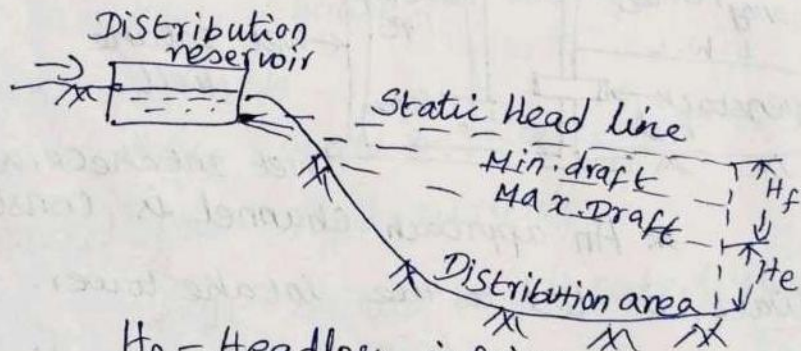 Distribution
reservoir
Static Head line
Min. draft
Max. Draft
Hf
He
Distribution area